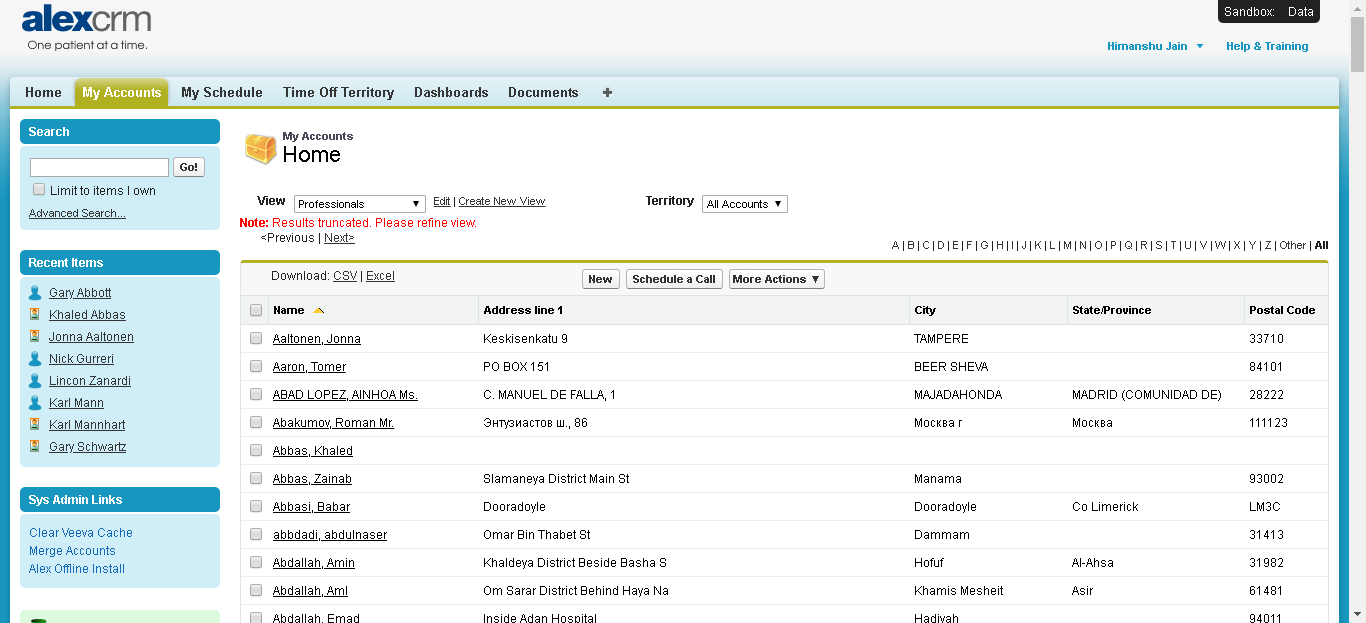 alexcrm
One patient at a time.
Sandbox: Data
Himanshu Jain Help & Training
Home My Accounts My Schedule Time Off Territory Dashboards Documents +
Search
Go!
Limit to items I own
Advanced Search...
Recent Items
Gary Abbott
Khaled Abbas
Jonna Aaltonen
Nick Gurreri
Lincon Zanardi
Karl Mann
Karl Mannhart
Gary Schwartz
Sys Admin Links
Clear Veeva Cache
Merge Accounts
Alex Offline Install
My Accounts
Home
View Professionals Edit | Create New View Territory All Accounts
Note: Results truncated. Please refine view.
<Previous | Next>
A | B | C | D | E | F | G | H | I | J | K | L | M | N | O | P | Q | R | S | T | U | V | W | X | Y | Z | Other | All
Download: CSV | Excel New Schedule a Call More Actions
Name Address line 1 City State/Province Postal Code
Aaltonen, Jonna Keskisenkatu 9 TAMPERE 33710
Aaron, Tomer PO BOX 151 BEER SHEVA 84101
ABAD LOPEZ, AINHOA Ms. C. MANUEL DE FALLA, 1 MAJADAHONDA MADRID (COMUNIDAD DE) 28222
Abakumov, Roman Mr. Энтузиастов ш., 86 Москва г Москва 111123
Abbas, Khaled
Abbas, Zainab Slamaneya District Main St Manama 93002
Abbasi, Babar Dooradoyle Dooradoyle Co Limerick LM3C
abbdadi, abdulnaser Omar Bin Thabet St Dammam 31413
Abdallah, Amin Khaldeya District Beside Basha S Hofuf Al-Ahsa 31982
Abdallah, Aml Om Sarar District Behind Haya Na Khamis Mesheit Asir 61481
Abdallah, Emad Inside Adan Hospital Hadiyah 94011